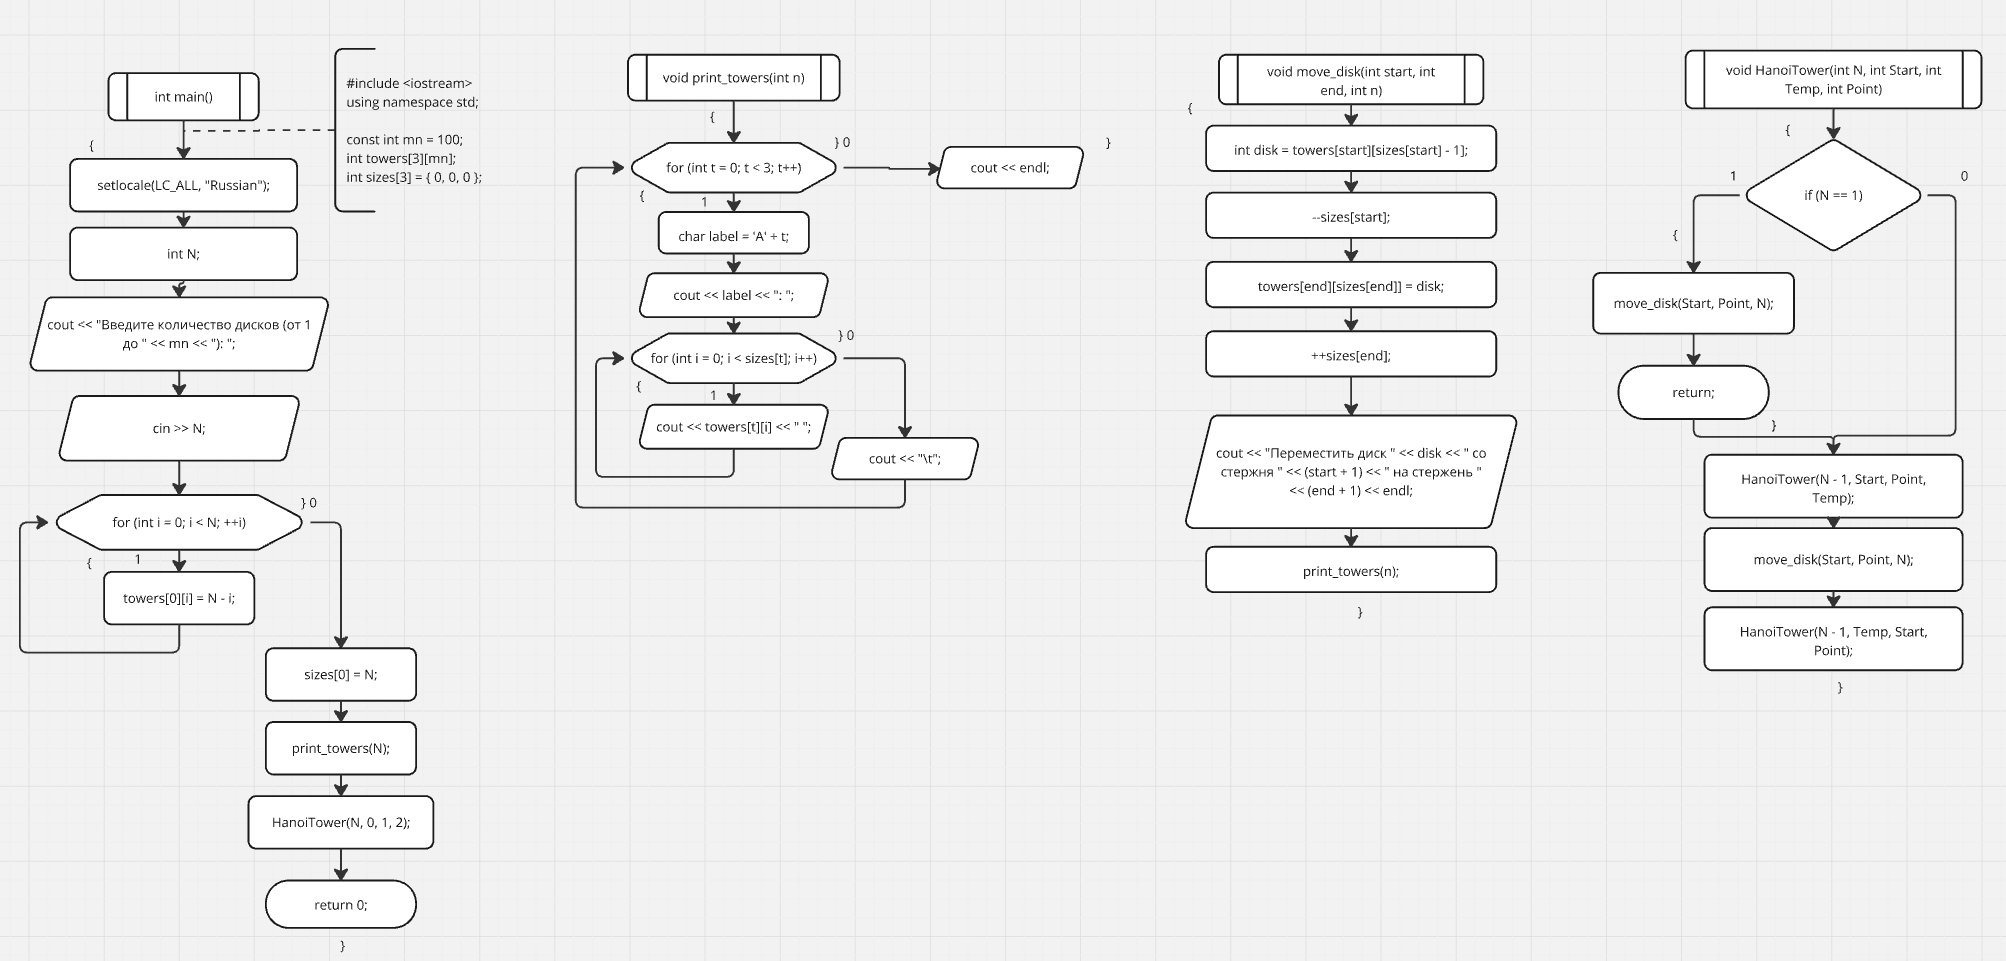 int main()
#include <iostream>
using namespace std;
const int mn = 100;
int towers[3][mn];
int sizes[3] = { 0, 0, 0 };
{
setlocale(LC_ALL, "Russian");
int N;
cout << "Введите количество дисков (от 1
до " << mn << "): ";
cin >> N;
for (int i = 0; i < N; ++i)
} 0
{
1
towers[0][i] = N - i;
sizes[0] = N;
print_towers(N);
HanoiTower(N, 0, 1, 2);
return 0;
}
void print_towers(int n)
{
for (int t = 0; t < 3; t++)
} 0
cout << endl;
}
{
1
char label = 'A' + t;
cout << label << ": ";
for (int i = 0; i < sizes[t]; i++)
} 0
{
1
cout << towers[t][i] << " ";
cout << "\t";
void move_disk(int start, int
end, int n)
{
int disk = towers[start][sizes[start] - 1];
--sizes[start];
towers[end][sizes[end]] = disk;
++sizes[end];
cout << "Переместить диск " << disk << " со
стержня " << (start + 1) << " на стержень "
<< (end + 1) << endl;
print_towers(n);
}
void HanoiTower(int N, int Start, int
Temp, int Point)
{
if (N == 1)
1
0
{
move_disk(Start, Point, N);
return;
}
HanoiTower(N - 1, Start, Point,
Temp);
move_disk(Start, Point, N);
HanoiTower(N - 1, Temp, Start,
Point);
}